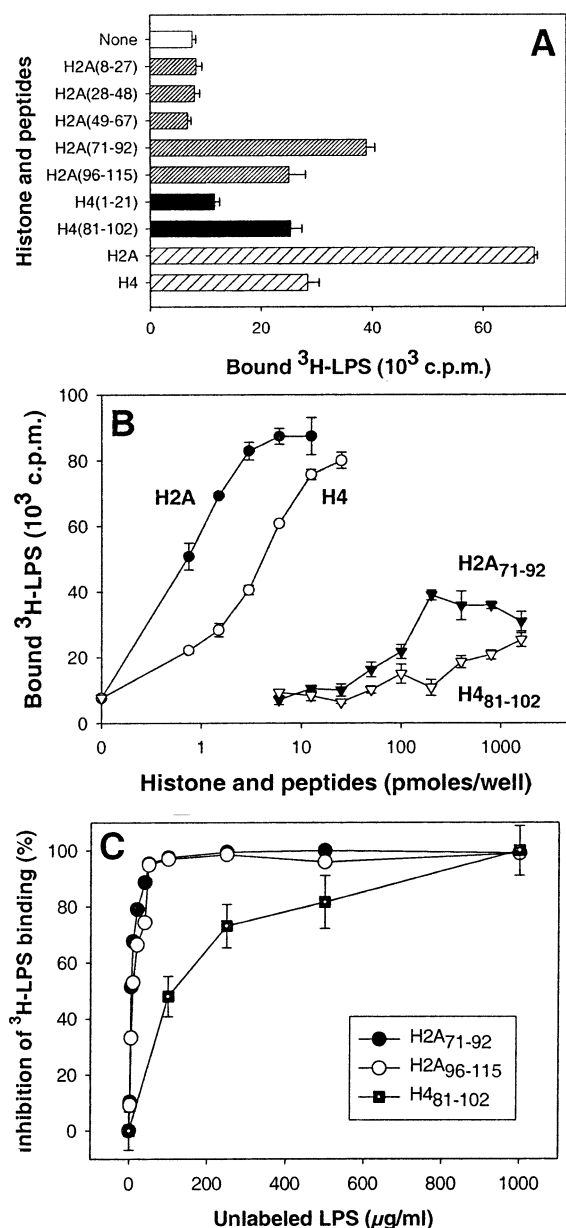 A
Histone and peptides
None
H2A(8-27)
H2A(28-48)
H2A(49-67)
H2A(71-92)
H2A(96-115)
H4(1-21)
H4(81-102)
H2A
H4
0
20
40
60
Bound ³H-LPS (10³ c.p.m.)
B
Bound ³H-LPS (10³ c.p.m.)
100
80
60
40
20
0
H2A
H4
H2A₇₁₋₉₂
H4₈₁₋₁₀₂
0
1
10
100
1000
Histone and peptides (pmoles/well)
C
Inhibition of ³H-LPS binding (%)
100
80
60
40
20
0
H2A₇₁₋₉₂
H2A₉₆₋₁₁₅
H4₈₁₋₁₀₂
0
200
400
600
800
1000
Unlabeled LPS (µg/ml)